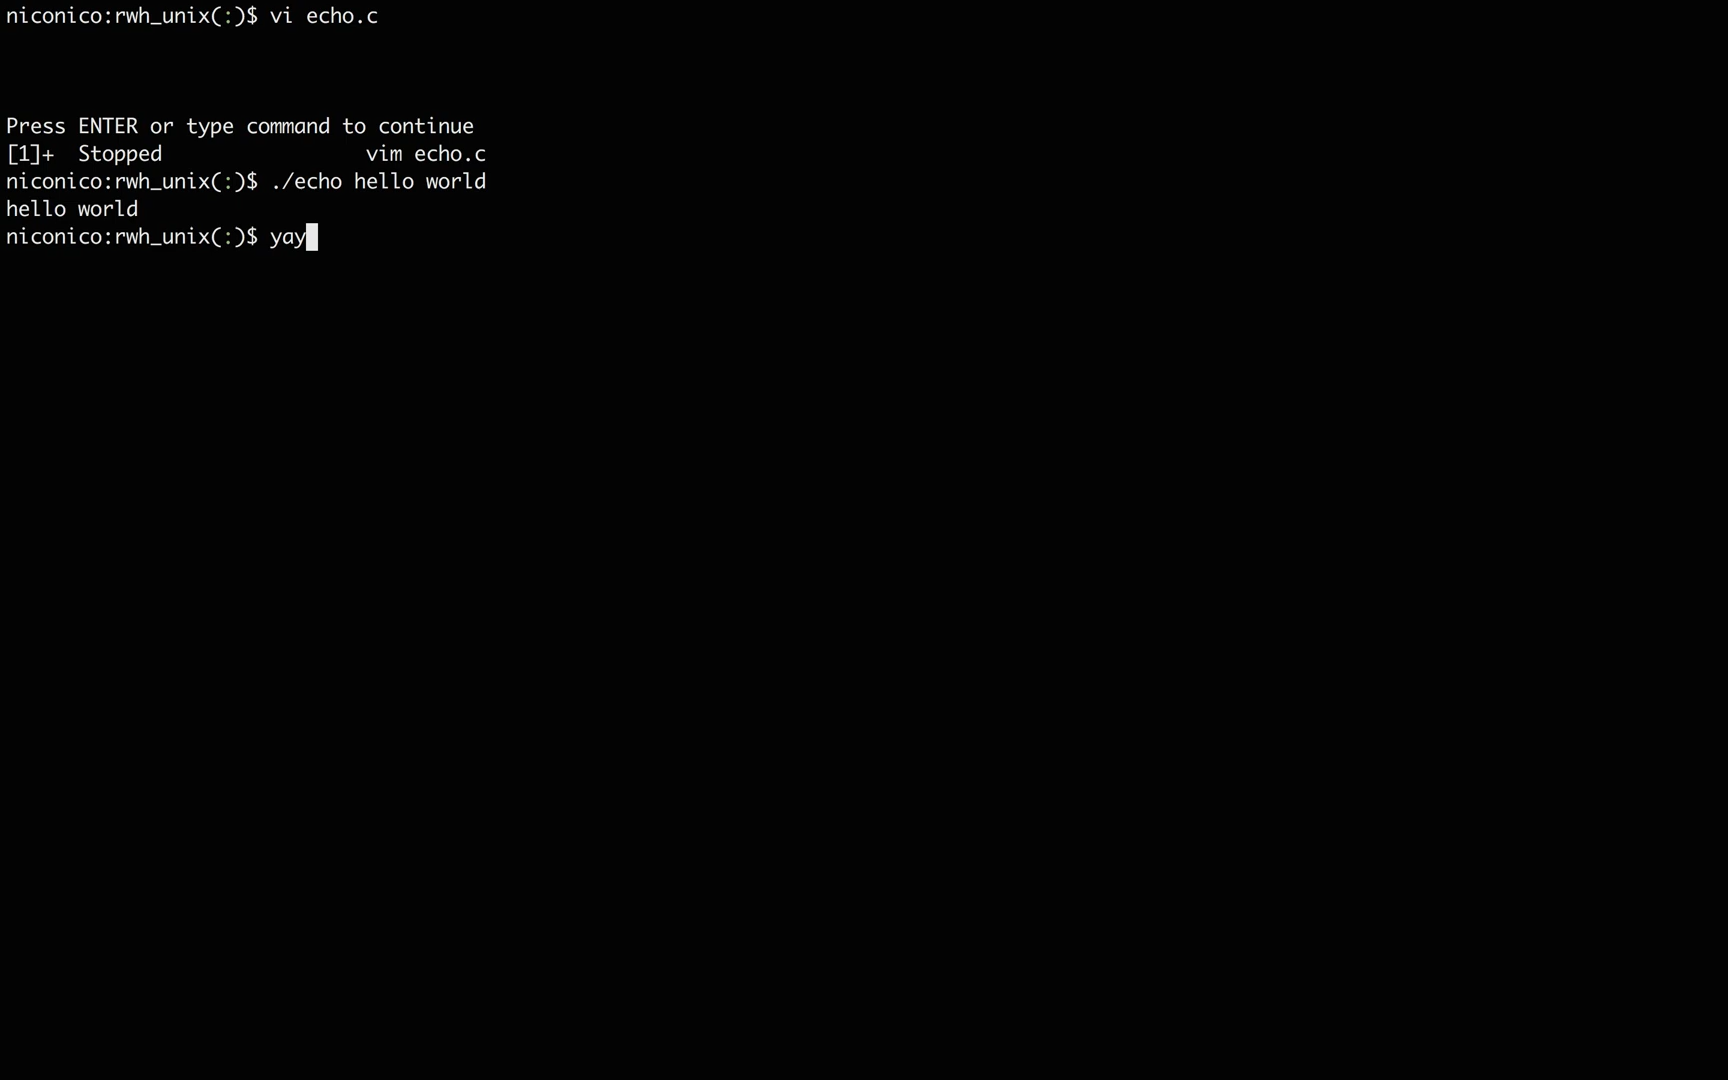 niconico:rwh_unix(:)$ vi echo.c
Press ENTER or type command to continue
[1]+  Stopped                 vim echo.c
niconico:rwh_unix(:)$ ./echo hello world
hello world
niconico:rwh_unix(:)$ yay